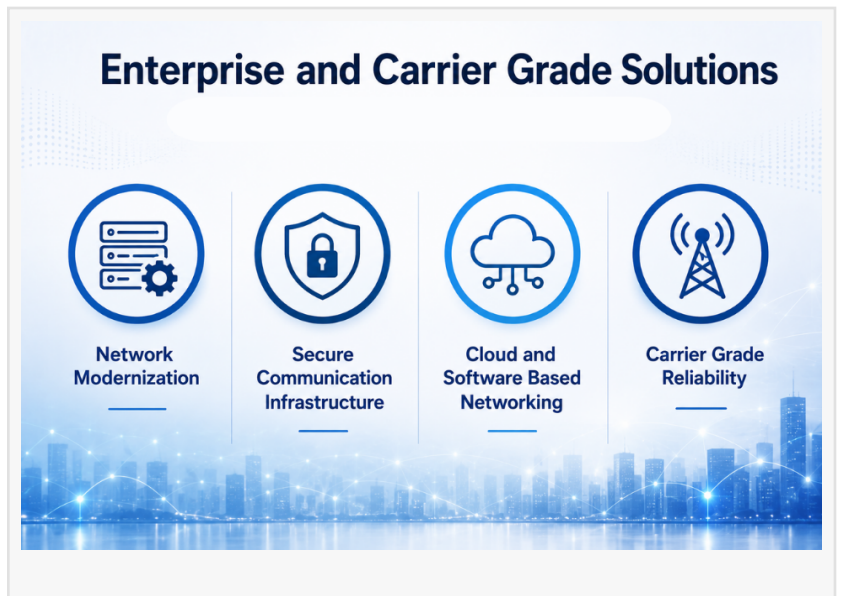 Enterprise and Carrier Grade Solutions
Network
Modernization
Secure
Communication
Infrastructure
Cloud and
Software Based
Networking
Carrier Grade
Reliability